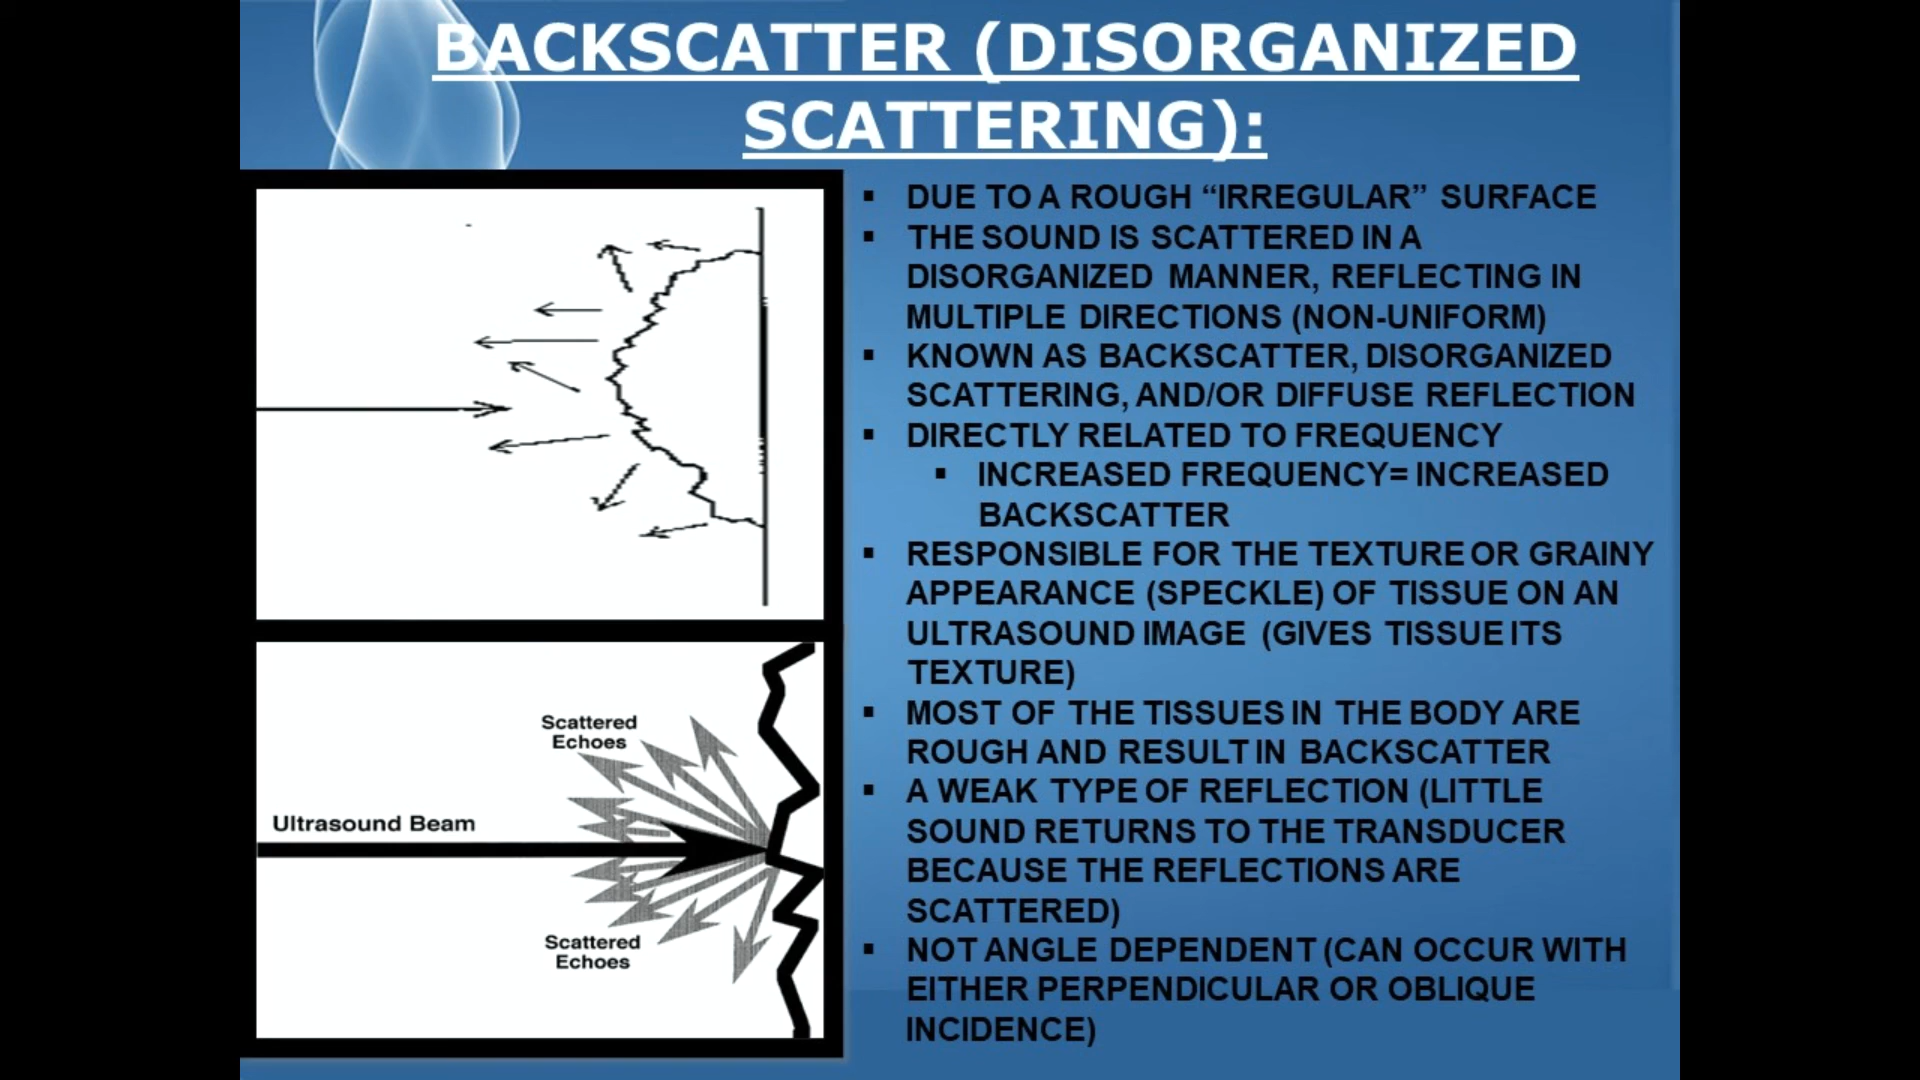 BACKSCATTER (DISORGANIZED
SCATTERING):
▪ DUE TO A ROUGH “IRREGULAR” SURFACE
▪ THE SOUND IS SCATTERED IN A
DISORGANIZED MANNER, REFLECTING IN
MULTIPLE DIRECTIONS (NON-UNIFORM)
▪ KNOWN AS BACKSCATTER, DISORGANIZED
SCATTERING, AND/OR DIFFUSE REFLECTION
▪ DIRECTLY RELATED TO FREQUENCY
▪ INCREASED FREQUENCY= INCREASED
BACKSCATTER
▪ RESPONSIBLE FOR THE TEXTURE OR GRAINY
APPEARANCE (SPECKLE) OF TISSUE ON AN
ULTRASOUND IMAGE (GIVES TISSUE ITS
TEXTURE)
▪ MOST OF THE TISSUES IN THE BODY ARE
ROUGH AND RESULT IN BACKSCATTER
▪ A WEAK TYPE OF REFLECTION (LITTLE
SOUND RETURNS TO THE TRANSDUCER
BECAUSE THE REFLECTIONS ARE
SCATTERED)
▪ NOT ANGLE DEPENDENT (CAN OCCUR WITH
EITHER PERPENDICULAR OR OBLIQUE
INCIDENCE)
Scattered
Echoes
Ultrasound Beam
Scattered
Echoes